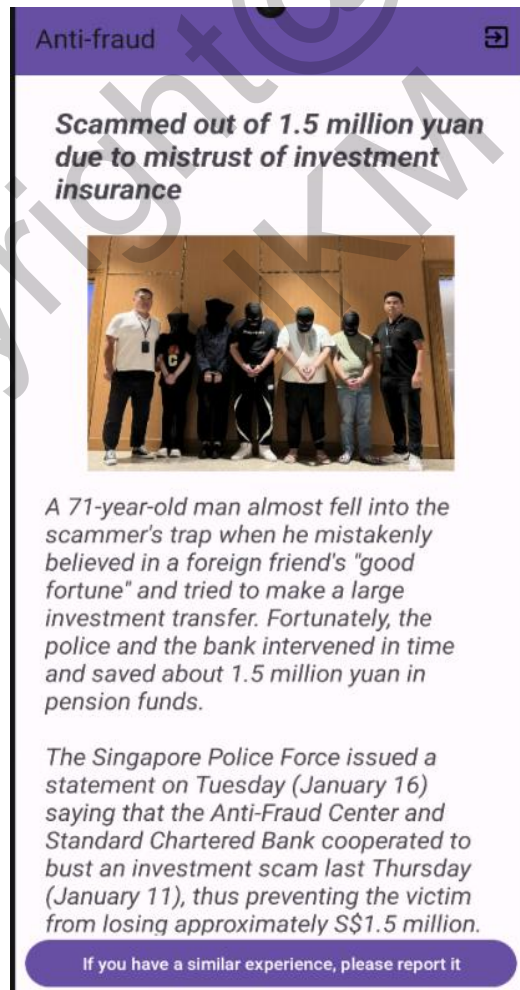 Anti-fraud
Scammed out of 1.5 million yuan
due to mistrust of investment
insurance
A 71-year-old man almost fell into the
scammer's trap when he mistakenly
believed in a foreign friend's "good
fortune" and tried to make a large
investment transfer. Fortunately, the
police and the bank intervened in time
and saved about 1.5 million yuan in
pension funds.
The Singapore Police Force issued a
statement on Tuesday (January 16)
saying that the Anti-Fraud Center and
Standard Chartered Bank cooperated to
bust an investment scam last Thursday
(January 11), thus preventing the victim
from losing approximately S$1.5 million.
If you have a similar experience, please report it